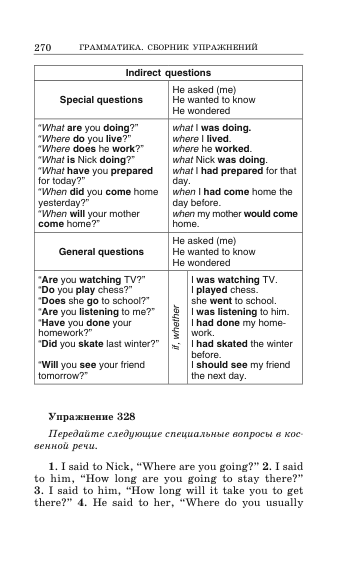 270 ГРАММАТИКА. СБОРНИК УПРАЖНЕНИЙ
Indirect questions
Special questions
He asked (me)
He wanted to know
He wondered
“What are you doing?”
“Where do you live?”
“Where does he work?”
“What is Nick doing?”
“What have you prepared
for today?”
“When did you come home
yesterday?”
“When will your mother
come home?”
what I was doing.
where I lived.
where he worked.
what Nick was doing.
what I had prepared for that
day.
when I had come home the
day before.
when my mother would come
home.
General questions
He asked (me)
He wanted to know
He wondered
“Are you watching TV?”
“Do you play chess?”
“Does she go to school?”
“Are you listening to me?”
“Have you done your
homework?”
“Did you skate last winter?”
“Will you see your friend
tomorrow?”
if, whether
I was watching TV.
I played chess.
she went to school.
I was listening to him.
I had done my home-
work.
I had skated the winter
before.
I should see my friend
the next day.
Упражнение 328
Передайте следующие специальные вопросы в кос-
венной речи.
1. I said to Nick, “Where are you going?” 2. I said
to him, “How long are you going to stay there?”
3. I said to him, “How long will it take you to get
there?” 4. He said to her, “Where do you usually